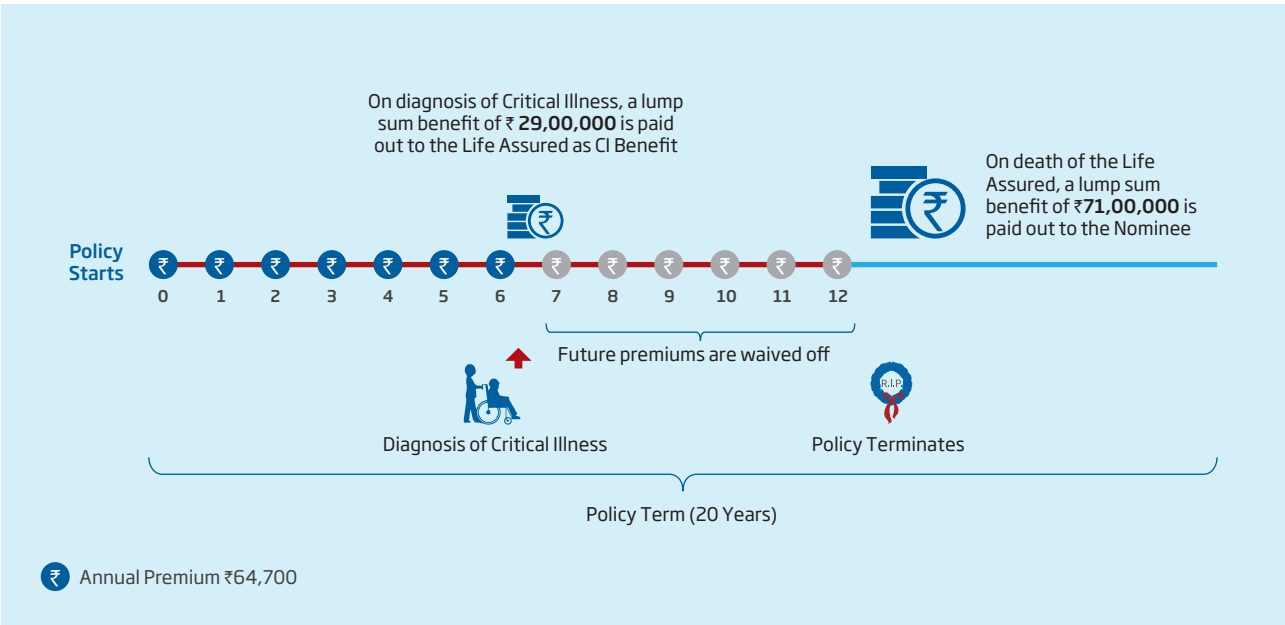 On diagnosis of Critical Illness, a lump
sum benefit of ₹ 29,00,000 is paid
out to the Life Assured as CI Benefit
On death of the Life
Assured, a lump sum
benefit of ₹71,00,000 is
paid out to the Nominee
₹
₹
Policy
Starts
₹ ₹ ₹ ₹ ₹ ₹ ₹ ₹ ₹ ₹ ₹ ₹ ₹
0 1 2 3 4 5 6 7 8 9 10 11 12
Future premiums are waived off
R.I.P.
Diagnosis of Critical Illness
Policy Terminates
Policy Term (20 Years)
₹ Annual Premium ₹64,700